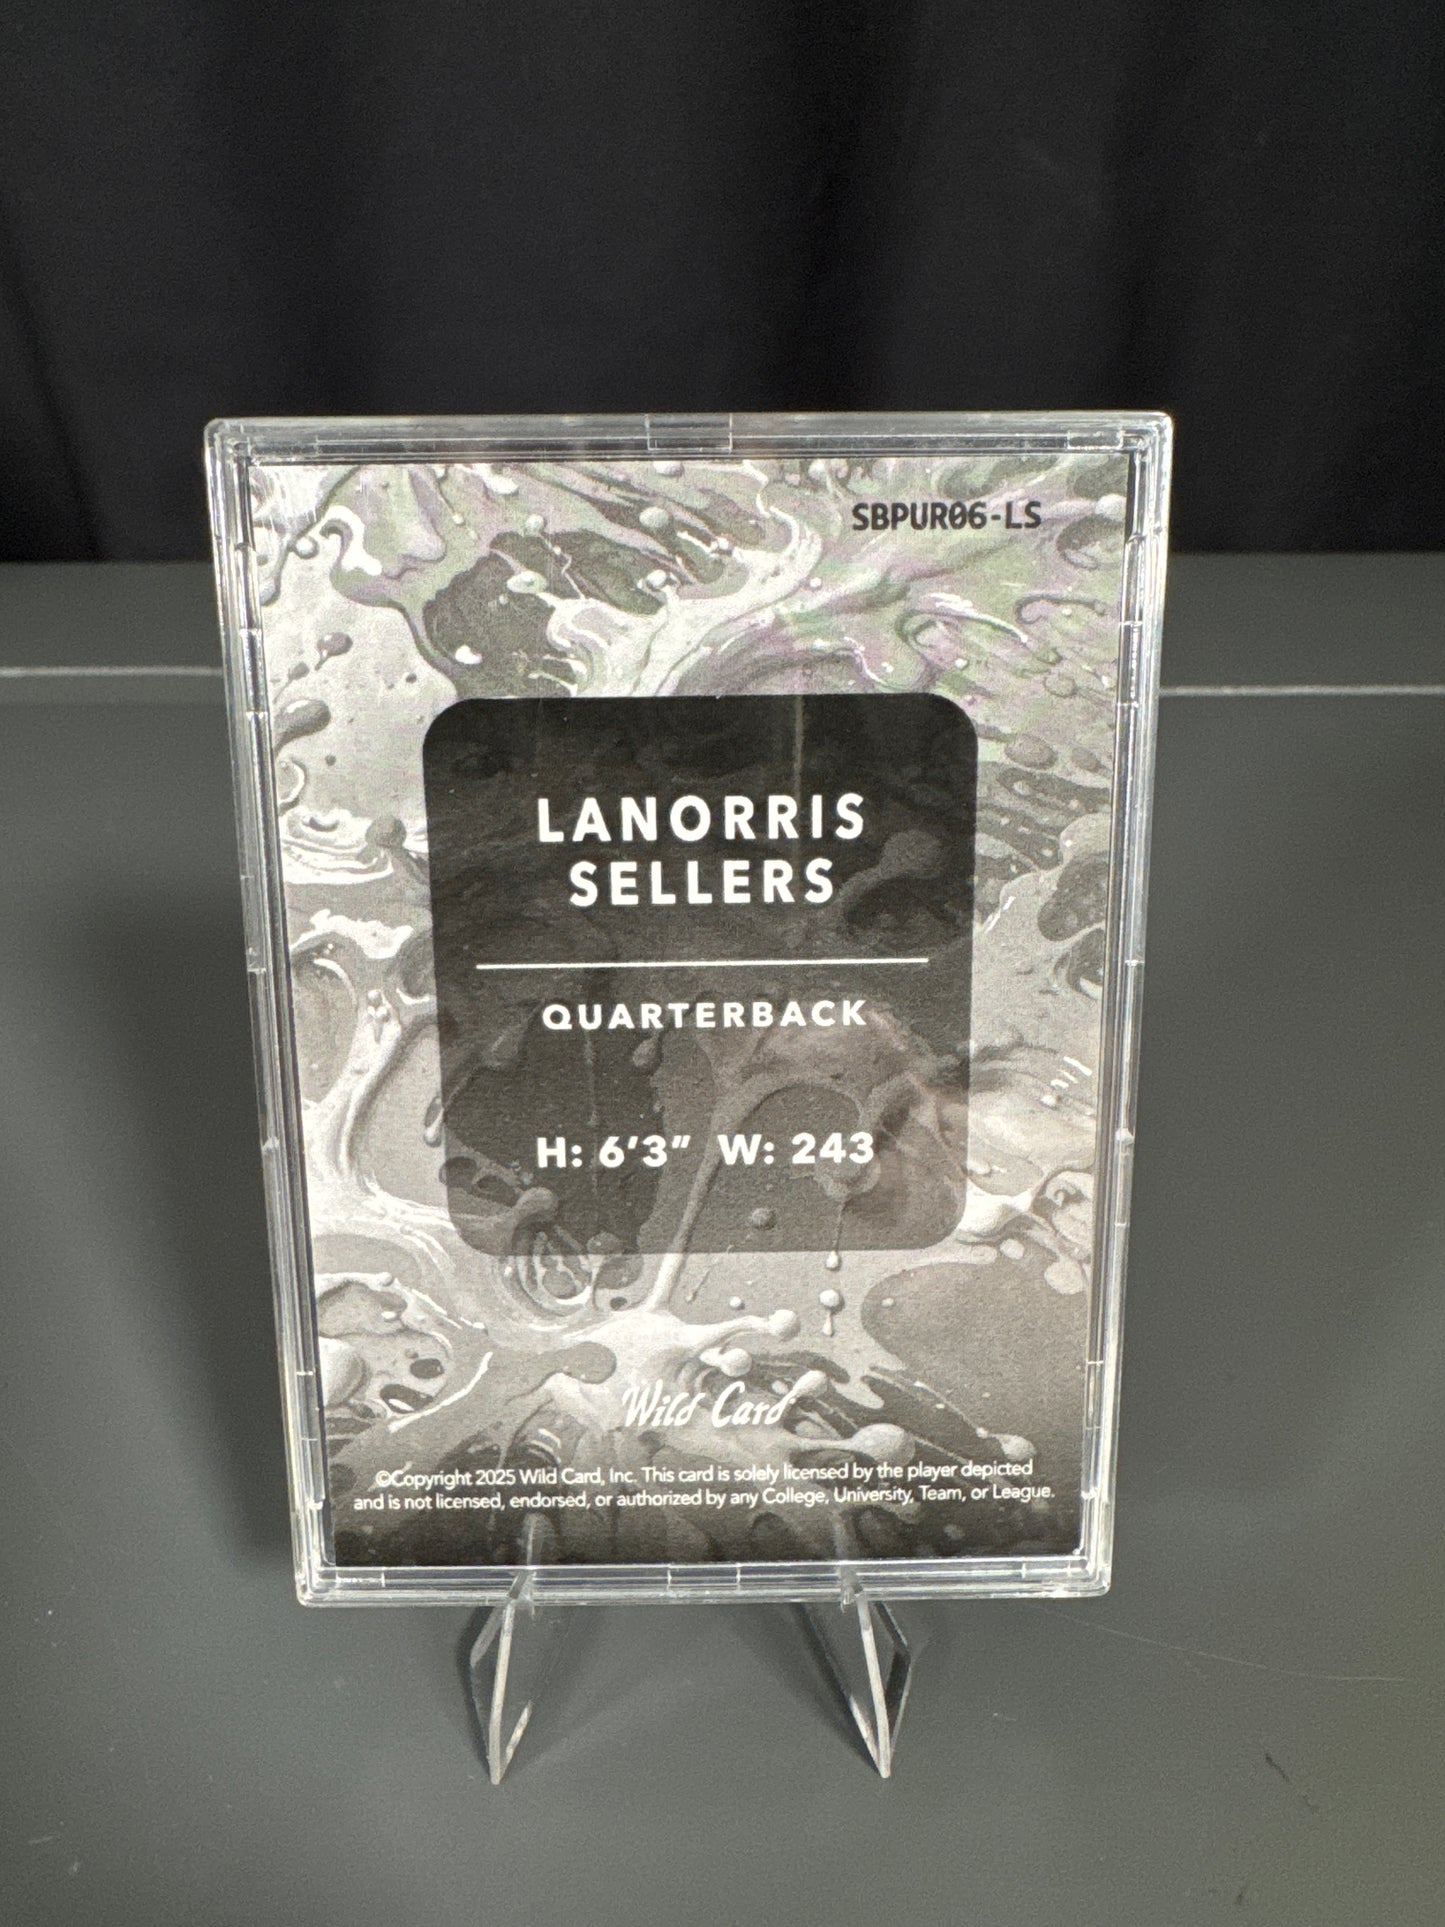 SBPUR06-LS
LANORRIS
SELLERS
QUARTERBACK
H: 6'3" W: 243
Wild Card
©Copyright 2025 Wild Card, Inc. This card is solely licensed by the player depicted
and is not licensed, endorsed, or authorized by any College, University, Team, or League.